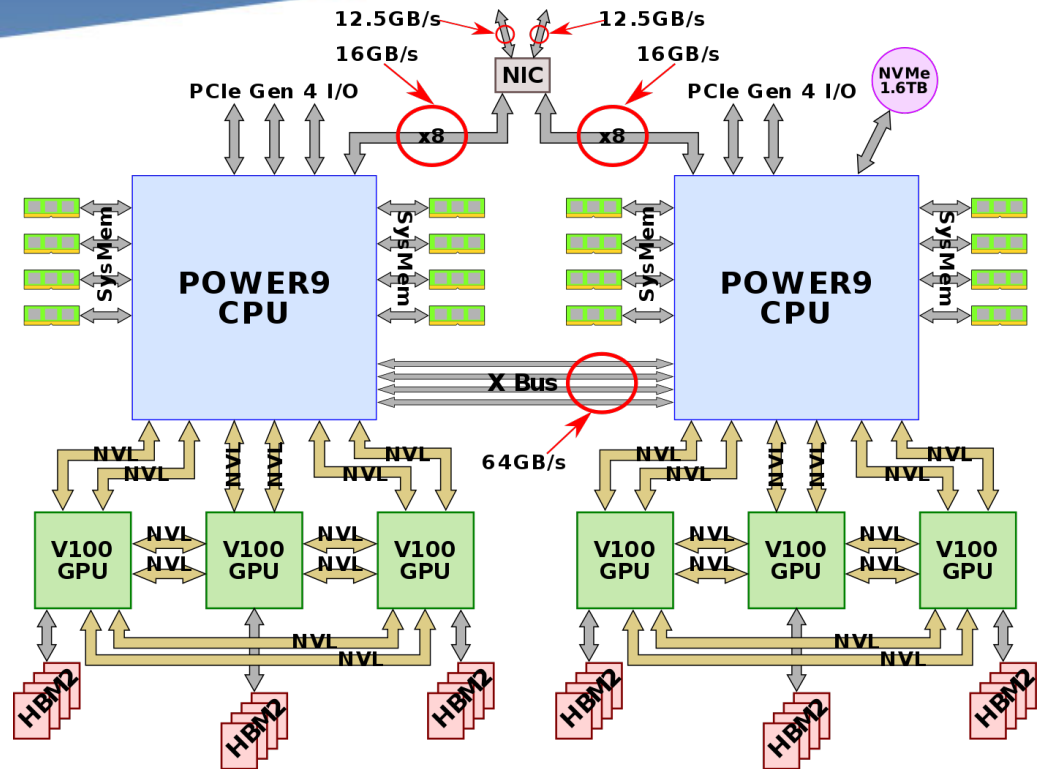 12.5GB/s
12.5GB/s
16GB/s
16GB/s
NIC
NVMe
1.6TB
PCIe Gen 4 I/O
PCIe Gen 4 I/O
x8
x8
SysMem
SysMem
SysMem
SysMem
POWER9
CPU
POWER9
CPU
X Bus
64GB/s
NVL
NVL
NVL
NVL
NVL
NVL
NVL
NVL
NVL
NVL
NVL
NVL
V100
GPU
NVL
NVL
V100
GPU
NVL
NVL
V100
GPU
V100
GPU
NVL
NVL
V100
GPU
NVL
NVL
V100
GPU
NVL
NVL
NVL
NVL
HBM2
HBM2
HBM2
HBM2
HBM2
HBM2